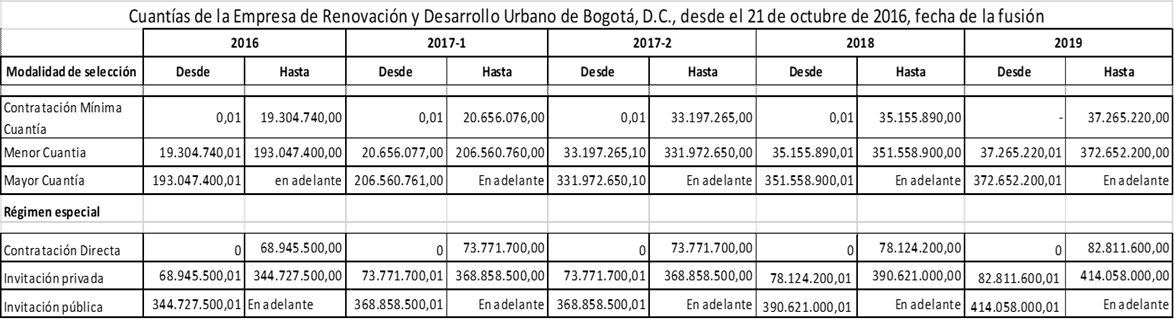 Cuantías de la Empresa de Renovación y Desarrollo Urbano de Bogotá, D.C., desde el 21 de octubre de 2016, fecha de la fusión
2016 2017-1 2017-2 2018 2019
Modalidad de selección Desde Hasta Desde Hasta Desde Hasta Desde Hasta Desde Hasta
Contratación Mínima
Cuantía 0,01 19.304.740,00 0,01 20.656.076,00 0,01 33.197.265,00 0,01 35.155.890,00 - 37.265.220,00
Menor Cuantia 19.304.740,01 193.047.400,00 20.656.077,00 206.560.760,00 33.197.265,10 331.972.650,00 35.155.890,01 351.558.900,00 37.265.220,01 372.652.200,00
Mayor Cuantía 193.047.400,01 en adelante 206.560.761,00 En adelante 331.972.650,10 En adelante 351.558.900,01 En adelante 372.652.200,01 En adelante
Régimen especial
Contratación Directa 0 68.945.500,00 0 73.771.700,00 0 73.771.700,00 0 78.124.200,00 0 82.811.600,00
Invitación privada 68.945.500,01 344.727.500,00 73.771.700,01 368.858.500,00 73.771.700,01 368.858.500,00 78.124.200,01 390.621.000,00 82.811.600,01 414.058.000,00
Invitación pública 344.727.500,01 En adelante 368.858.500,01 En adelante 368.858.500,01 En adelante 390.621.000,01 En adelante 414.058.000,01 En adelante